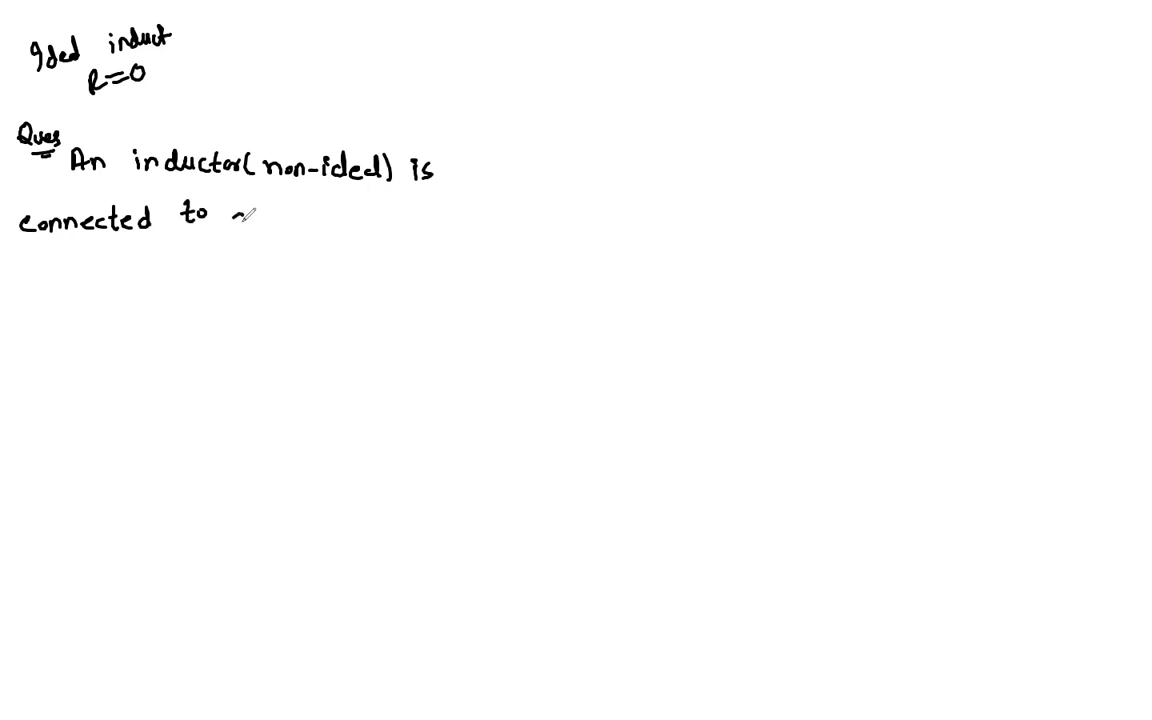 Ideal induct
R=0
Ques
An inductor(non-ideal) is
connected to